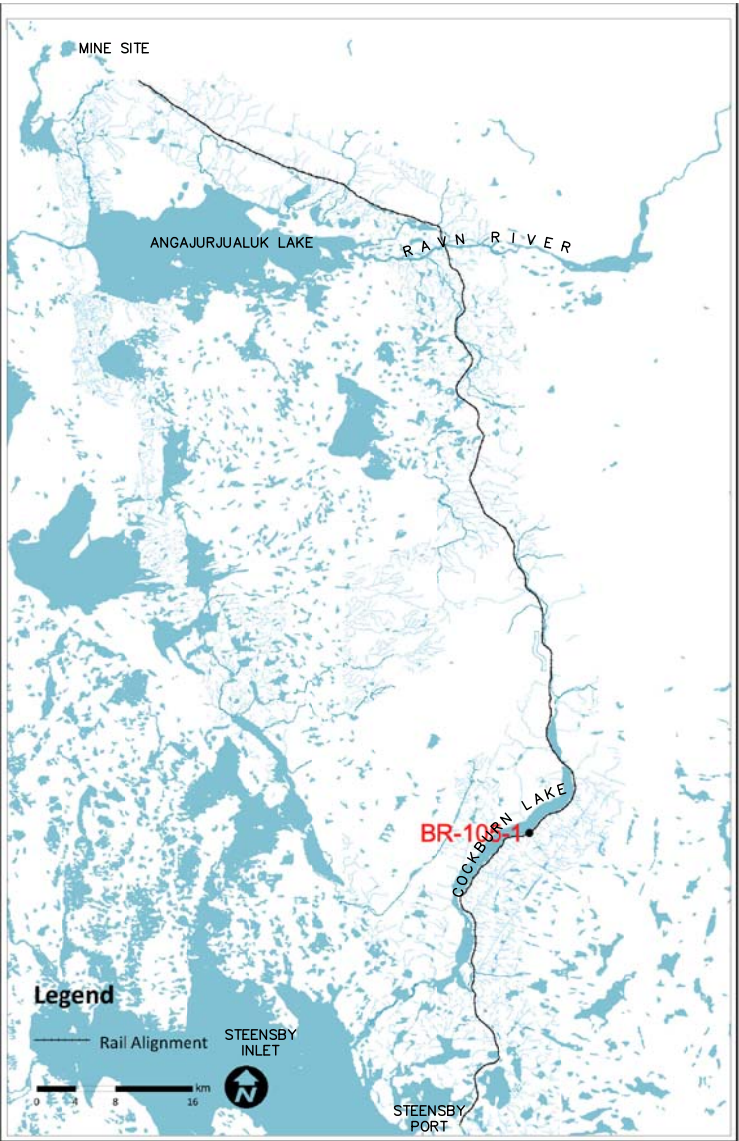 MINE SITE
ANGAJURJUALUK LAKE
RAVN RIVER
COCKBURN LAKE
Legend
Rail Alignment
STEENSBY
INLET
km
0 4 8 16
N
STEENSBY
PORT